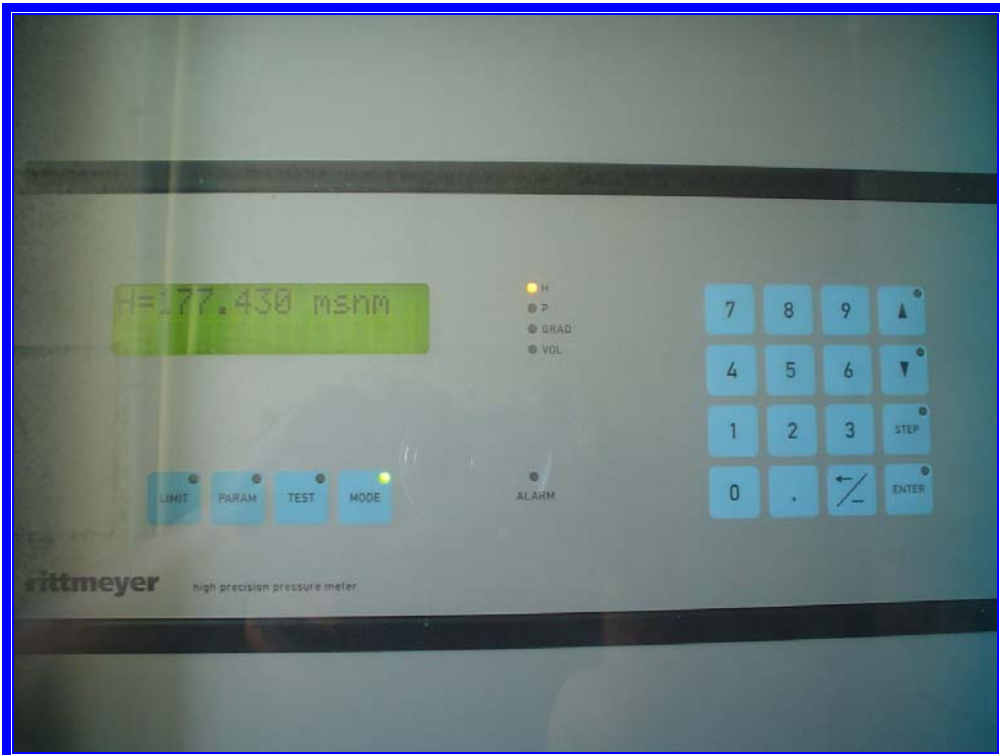 H=177.430 msnm
H
P
GRAD
VOL
7 8 9
4 5 6
1 2 3 STEP
0 . ENTER
LIMIT PARAM TEST MODE
ALARM
rittmeyer high precision pressure meter